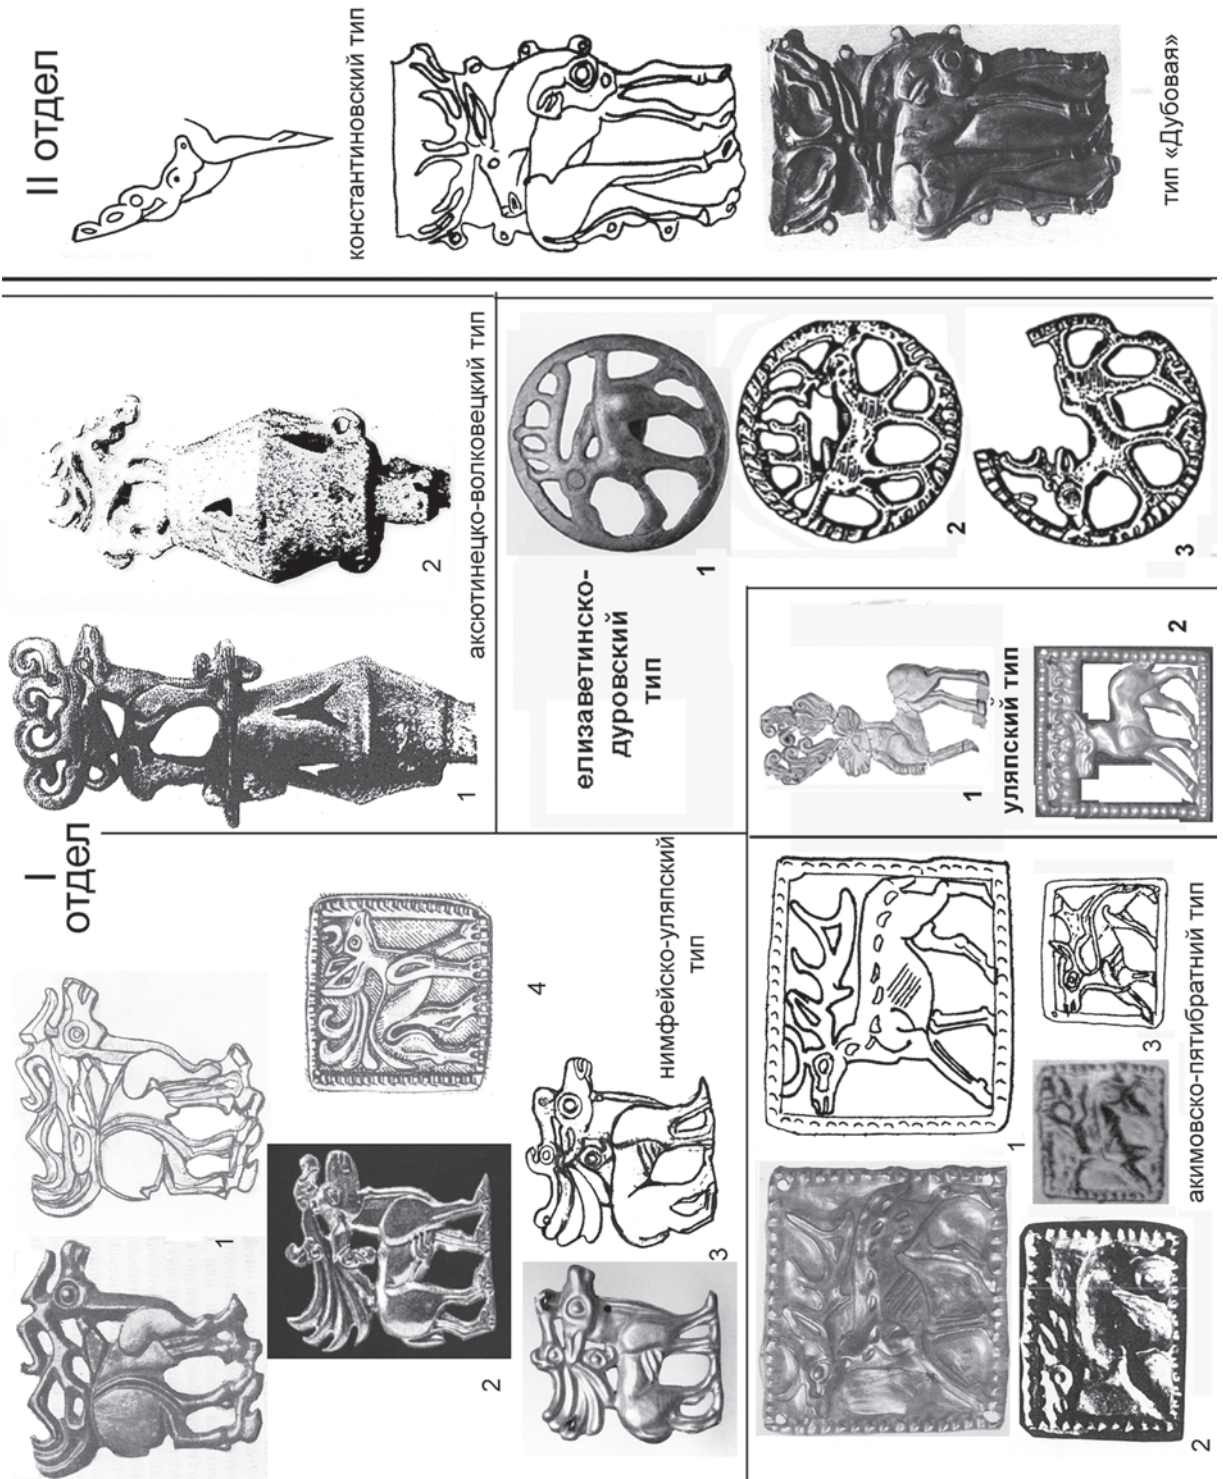 I
отдел
1
2
3
4
нимфейско-уляпский
тип
1
2
аксютинецко-волковецкий тип
елизаветинско-
дуровский
тип
1
2
3
1
уляпский тип
2
1
2
3
акимовско-пятибратний тип
II отдел
константиновский тип
тип «Дубовая»